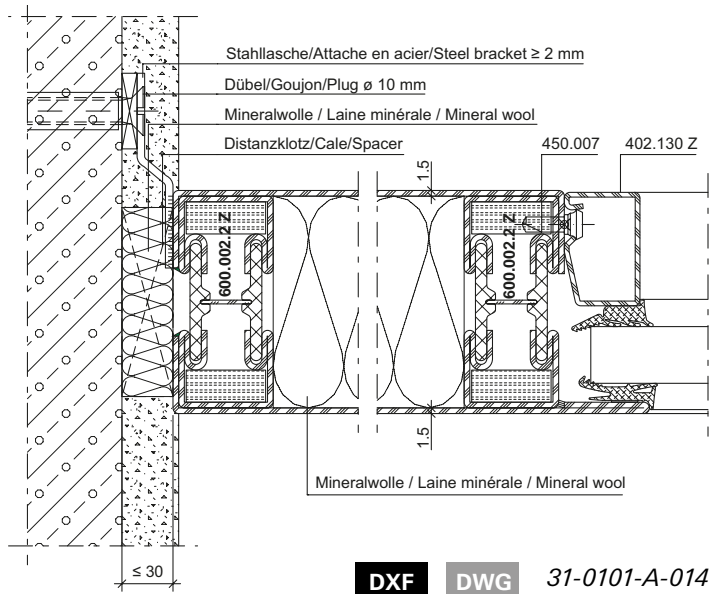 Stahllasche/Attache en acier/Steel bracket ≥ 2 mm
Dübel/Goujon/Plug ø 10 mm
Mineralwolle / Laine minérale / Mineral wool
Distanzklotz/Cale/Spacer
450.007
402.130 Z
1.5
600.002.2 Z
600.002.2 Z
1.5
Mineralwolle / Laine minérale / Mineral wool
≤ 30
DXF
DWG
31-0101-A-014